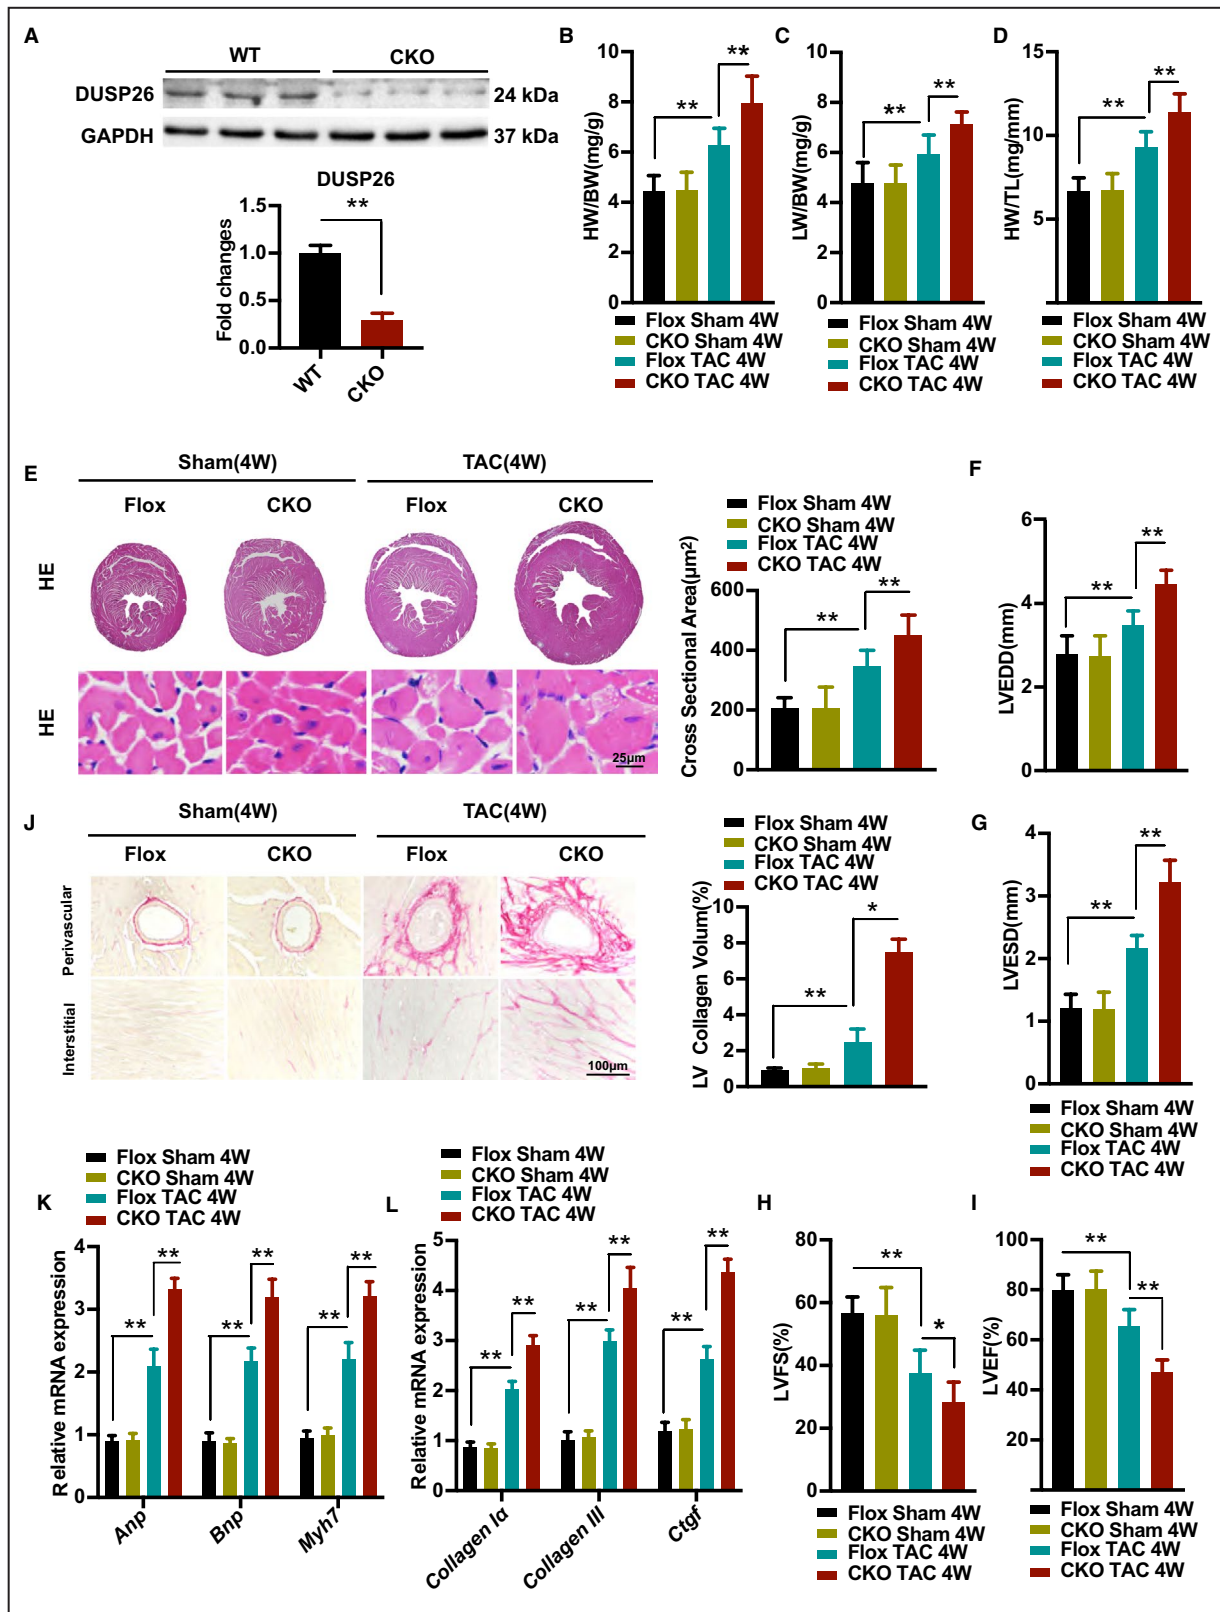 A
WT CKO
DUSP26 24 kDa
GAPDH 37 kDa
DUSP26
**
Fold changes
1.5
1.0
0.5
0.0
WT CKO
B
HW/BW(mg/g)
10
8
6
4
2
0
** **
Flox Sham 4W
CKO Sham 4W
Flox TAC 4W
CKO TAC 4W
C
LW/BW(mg/g)
10
8
6
4
2
0
** **
Flox Sham 4W
CKO Sham 4W
Flox TAC 4W
CKO TAC 4W
D
HW/TL(mg/mm)
15
10
5
** **
Flox Sham 4W
CKO Sham 4W
Flox TAC 4W
CKO TAC 4W
E
Sham(4W) TAC(4W)
Flox CKO Flox CKO
HE
HE
25μm
Flox Sham 4W
CKO Sham 4W
Flox TAC 4W
CKO TAC 4W
Cross Sectional Area(μm²)
600
400
200
0
** **
F
LVEDD(mm)
6
4
2
0
** **
J
Sham(4W) TAC(4W)
Flox CKO Flox CKO
Perivascular
Interstitial
100μm
Flox Sham 4W
CKO Sham 4W
Flox TAC 4W
CKO TAC 4W
LV Collagen Volum(%)
10
8
6
4
2
0
** *
G
LVESD(mm)
4
3
2
1
0
** **
Flox Sham 4W
CKO Sham 4W
Flox TAC 4W
CKO TAC 4W
K
Flox Sham 4W
CKO Sham 4W
Flox TAC 4W
CKO TAC 4W
Relative mRNA expression
4
3
2
1
0
** ** ** ** ** **
Anp Bnp Myh7
L
Flox Sham 4W
CKO Sham 4W
Flox TAC 4W
CKO TAC 4W
Relative mRNA expression
5
4
3
2
1
0
** ** ** ** ** **
Collagen Iα Collagen III Ctgf
H
LVFS(%)
80
60
40
20
** *
Flox Sham 4W
CKO Sham 4W
Flox TAC 4W
CKO TAC 4W
I
LVEF(%)
100
80
60
40
20
** **
Flox Sham 4W
CKO Sham 4W
Flox TAC 4W
CKO TAC 4W